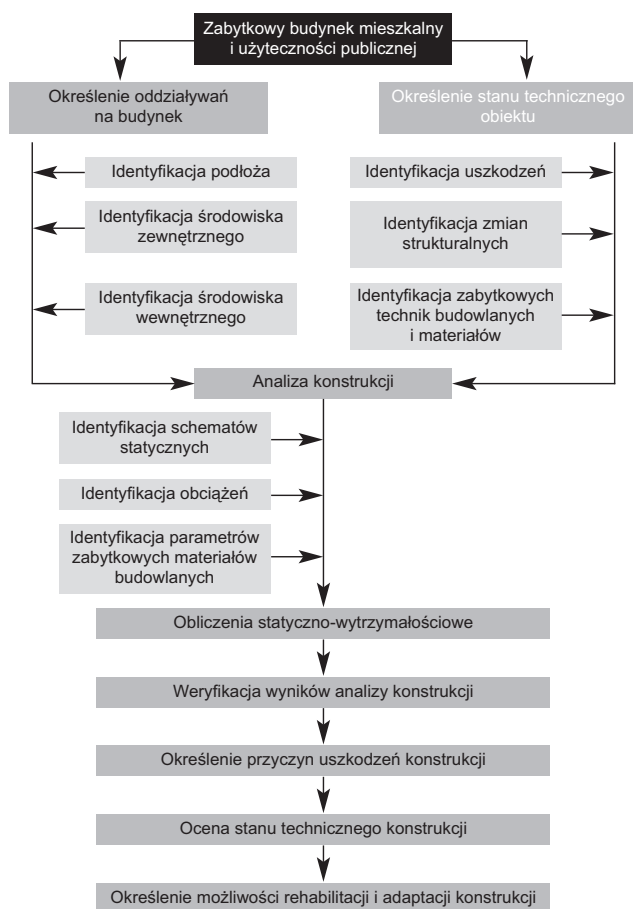 Zabytkowy budynek mieszkalny
i użyteczności publicznej
Określenie oddziaływań
na budynek
Określenie stanu technicznego
obiektu
Identyfikacja podłoża
Identyfikacja środowiska
zewnętrznego
Identyfikacja środowiska
wewnętrznego
Identyfikacja uszkodzeń
Identyfikacja zmian
strukturalnych
Identyfikacja zabytkowych
technik budowlanych
i materiałów
Analiza konstrukcji
Identyfikacja schematów
statycznych
Identyfikacja obciążeń
Identyfikacja parametrów
zabytkowych materiałów
budowlanych
Obliczenia statyczno-wytrzymałościowe
Weryfikacja wyników analizy konstrukcji
Określenie przyczyn uszkodzeń konstrukcji
Ocena stanu technicznego konstrukcji
Określenie możliwości rehabilitacji i adaptacji konstrukcji